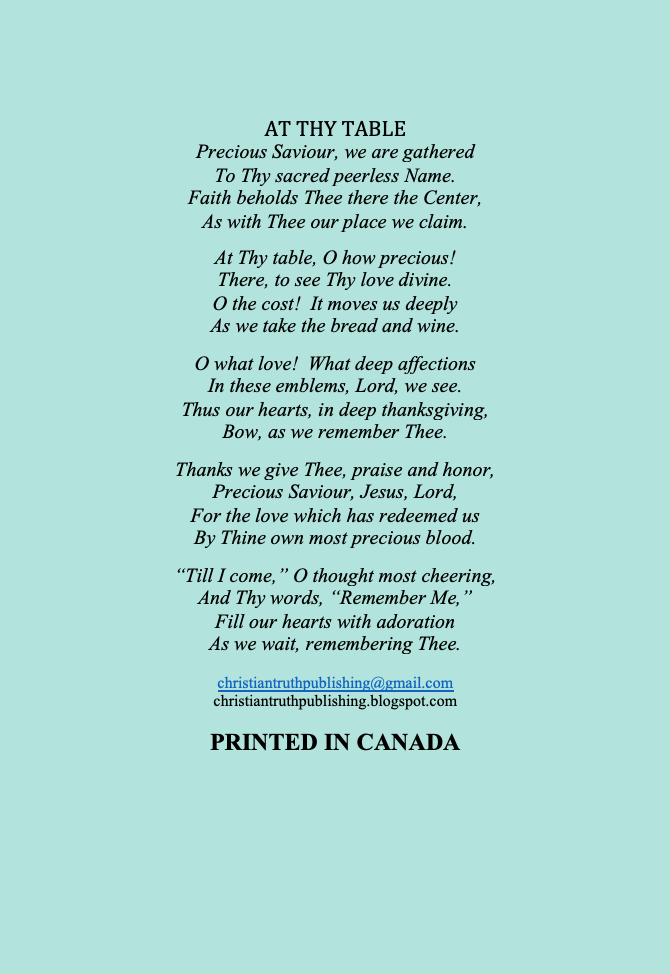 AT THY TABLE
Precious Saviour, we are gathered
To Thy sacred peerless Name.
Faith beholds Thee there the Center,
As with Thee our place we claim.
At Thy table, O how precious!
There, to see Thy love divine.
O the cost!  It moves us deeply
As we take the bread and wine.
O what love!  What deep affections
In these emblems, Lord, we see.
Thus our hearts, in deep thanksgiving,
Bow, as we remember Thee.
Thanks we give Thee, praise and honor,
Precious Saviour, Jesus, Lord,
For the love which has redeemed us
By Thine own most precious blood.
“Till I come,” O thought most cheering,
And Thy words, “Remember Me,”
Fill our hearts with adoration
As we wait, remembering Thee.
christiantruthpublishing@gmail.com
christiantruthpublishing.blogspot.com
PRINTED IN CANADA